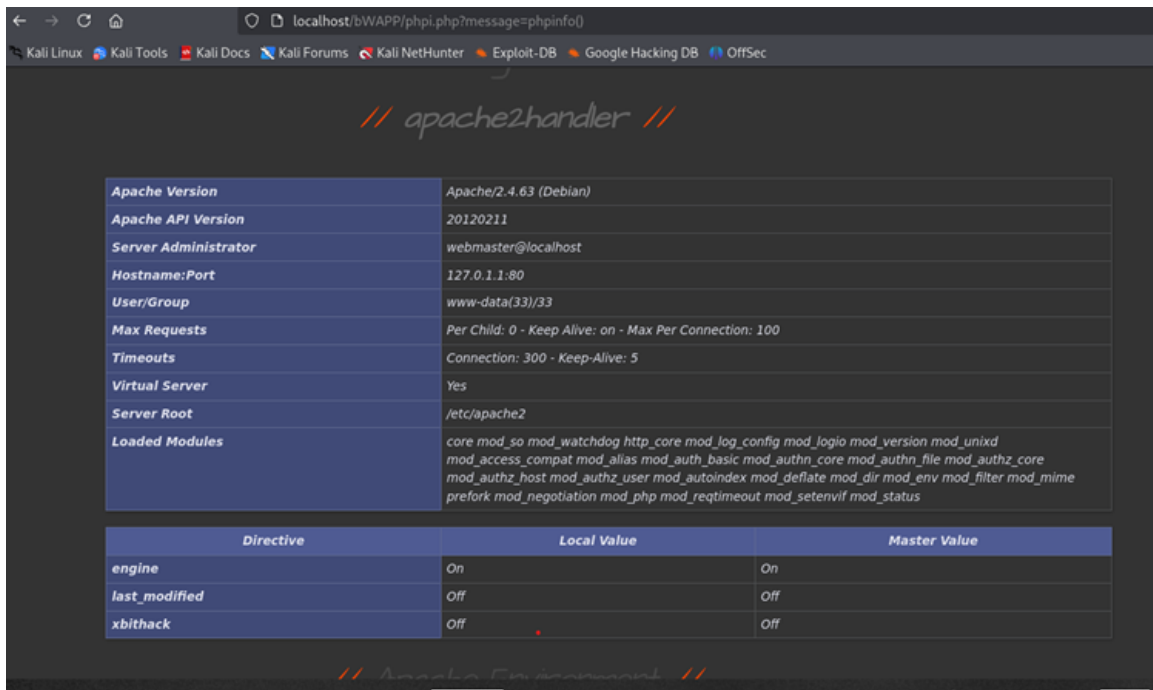 localhost/bWAPP/phpi.php?message=phpinfo()
Kali Linux Kali Tools Kali Docs Kali Forums Kali NetHunter Exploit-DB Google Hacking DB OffSec
// apache2handler //
Apache Version Apache/2.4.63 (Debian)
Apache API Version 20120211
Server Administrator webmaster@localhost
Hostname:Port 127.0.1.1:80
User/Group www-data(33)/33
Max Requests Per Child: 0 - Keep Alive: on - Max Per Connection: 100
Timeouts Connection: 300 - Keep-Alive: 5
Virtual Server Yes
Server Root /etc/apache2
Loaded Modules core mod_so mod_watchdog http_core mod_log_config mod_logio mod_version mod_unixd
mod_access_compat mod_alias mod_auth_basic mod_authn_core mod_authn_file mod_authz_core
mod_authz_host mod_authz_user mod_autoindex mod_deflate mod_dir mod_env mod_filter mod_mime
prefork mod_negotiation mod_php mod_reqtimeout mod_setenvif mod_status
Directive Local Value Master Value
engine On On
last_modified Off Off
xbithack Off Off
// Apache Environment //